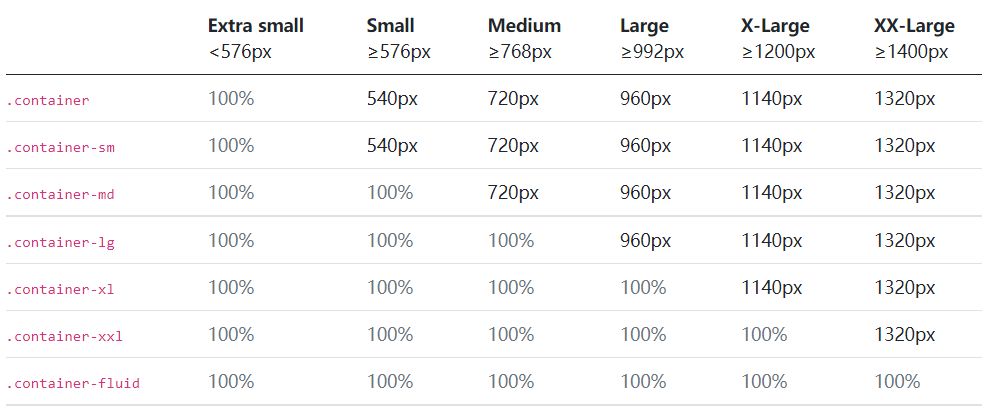 Extra small Small Medium Large X-Large XX-Large
<576px ≥576px ≥768px ≥992px ≥1200px ≥1400px
.container 100% 540px 720px 960px 1140px 1320px
.container-sm 100% 540px 720px 960px 1140px 1320px
.container-md 100% 100% 720px 960px 1140px 1320px
.container-lg 100% 100% 100% 960px 1140px 1320px
.container-xl 100% 100% 100% 100% 1140px 1320px
.container-xxl 100% 100% 100% 100% 100% 1320px
.container-fluid 100% 100% 100% 100% 100% 100%